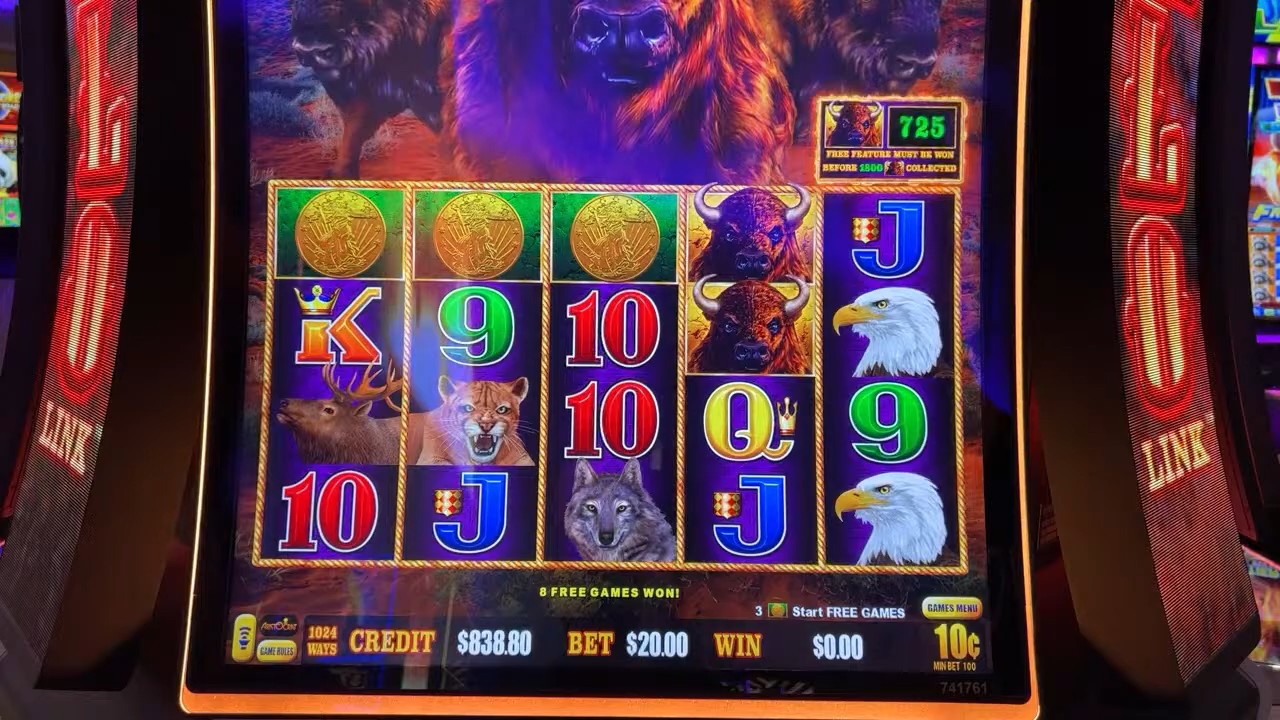 725
FREE FEATURE MUST BE WON
BEFORE 1800 COLLECTED
J
K
9
10
10
9
Q
10
J
J
8 FREE GAMES WON!
3 Start FREE GAMES
GAMES MENU
ARISTOCRAT
GAME RULES
1024 WAYS
CREDIT $838.80
BET $20.00
WIN $0.00
10¢
MIN BET 100
741761
LINK
LINK